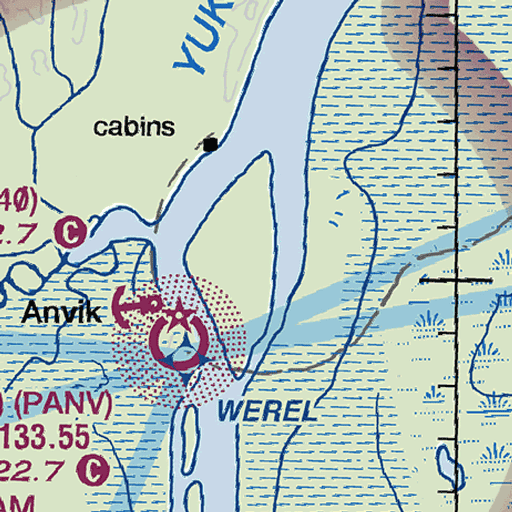 YUK
cabins
4Ø)
2.7 C
Anvik
) (PANV)
WEREL
133.55
22.7 C
AM